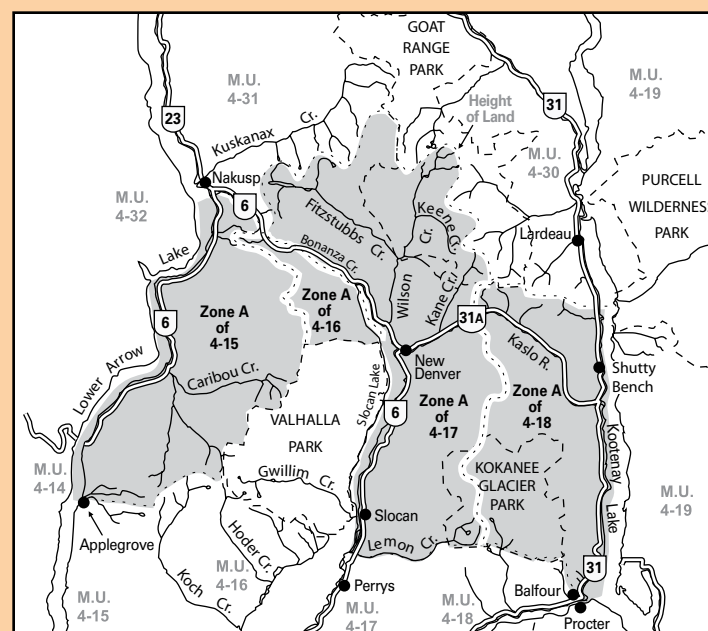 GOAT
RANGE
PARK
M.U.
4-31
M.U.
4-19
Height
of Land
31
23
Kuskanax Cr.
M.U.
4-30
Nakusp
PURCELL
WILDERNES
PARK
M.U.
4-32
6
Fitzstubbs Cr.
Keene Cr.
Lardeau
Lake
Bonanza Cr.
Wilson Cr.
Kane Cr.
Zone A
of
4-15
Zone A
of
4-16
6
31A
Kaslo R.
New
Denver
Lower Arrow
Caribou Cr.
Slocan Lake
Shutty
Bench
Zone A
of
4-17
Zone A
of
4-18
6
VALHALLA
PARK
Kootenay Lake
M.U.
4-14
Gwillim Cr.
KOKANEE
GLACIER
PARK
M.U.
4-19
Slocan
Applegrove
Hoder Cr.
Lemon Cr.
M.U.
4-16
31
Koch Cr.
Perrys
Balfour
M.U.
4-15
M.U.
4-17
M.U.
4-18
Procter